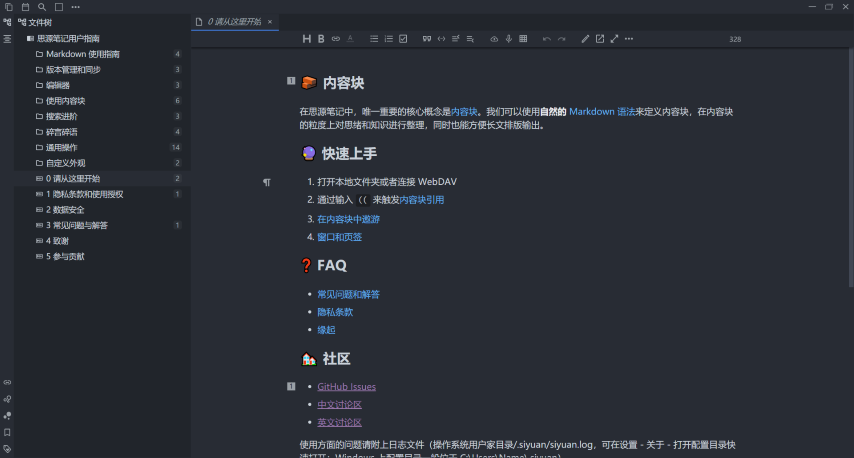 文件树
0 请从这里开始
思源笔记用户指南
Markdown 使用指南 4
版本管理和同步 3
编辑器 3
使用内容块 6
搜索进阶 3
碎言碎语 4
通用操作 14
自定义外观 2
0 请从这里开始 2
1 隐私条款和使用授权 1
2 数据安全
3 常见问题与解答 1
4 致谢
5 参与贡献
328
1 内容块
在思源笔记中，唯一重要的核心概念是内容块。我们可以使用自然的 Markdown 语法来定义内容块，在内容
的粒度上对思绪和知识进行整理，同时也能方便长文排版输出。
快速上手
1. 打开本地文件夹或者连接 WebDAV
2. 通过输入 (( 来触发内容块引用
3. 在内容块中遨游
4. 窗口和页签
FAQ
常见问题和解答
隐私条款
缘起
社区
1
GitHub Issues
中文讨论区
英文讨论区
使用方面的问题请附上日志文件（操作系统用户家目录/.siyuan/siyuan.log，可在设置 - 关于 - 打开配置目录快
速打开；Windows 上配置目录一般位于 C:\Users\Name\.siyuan）